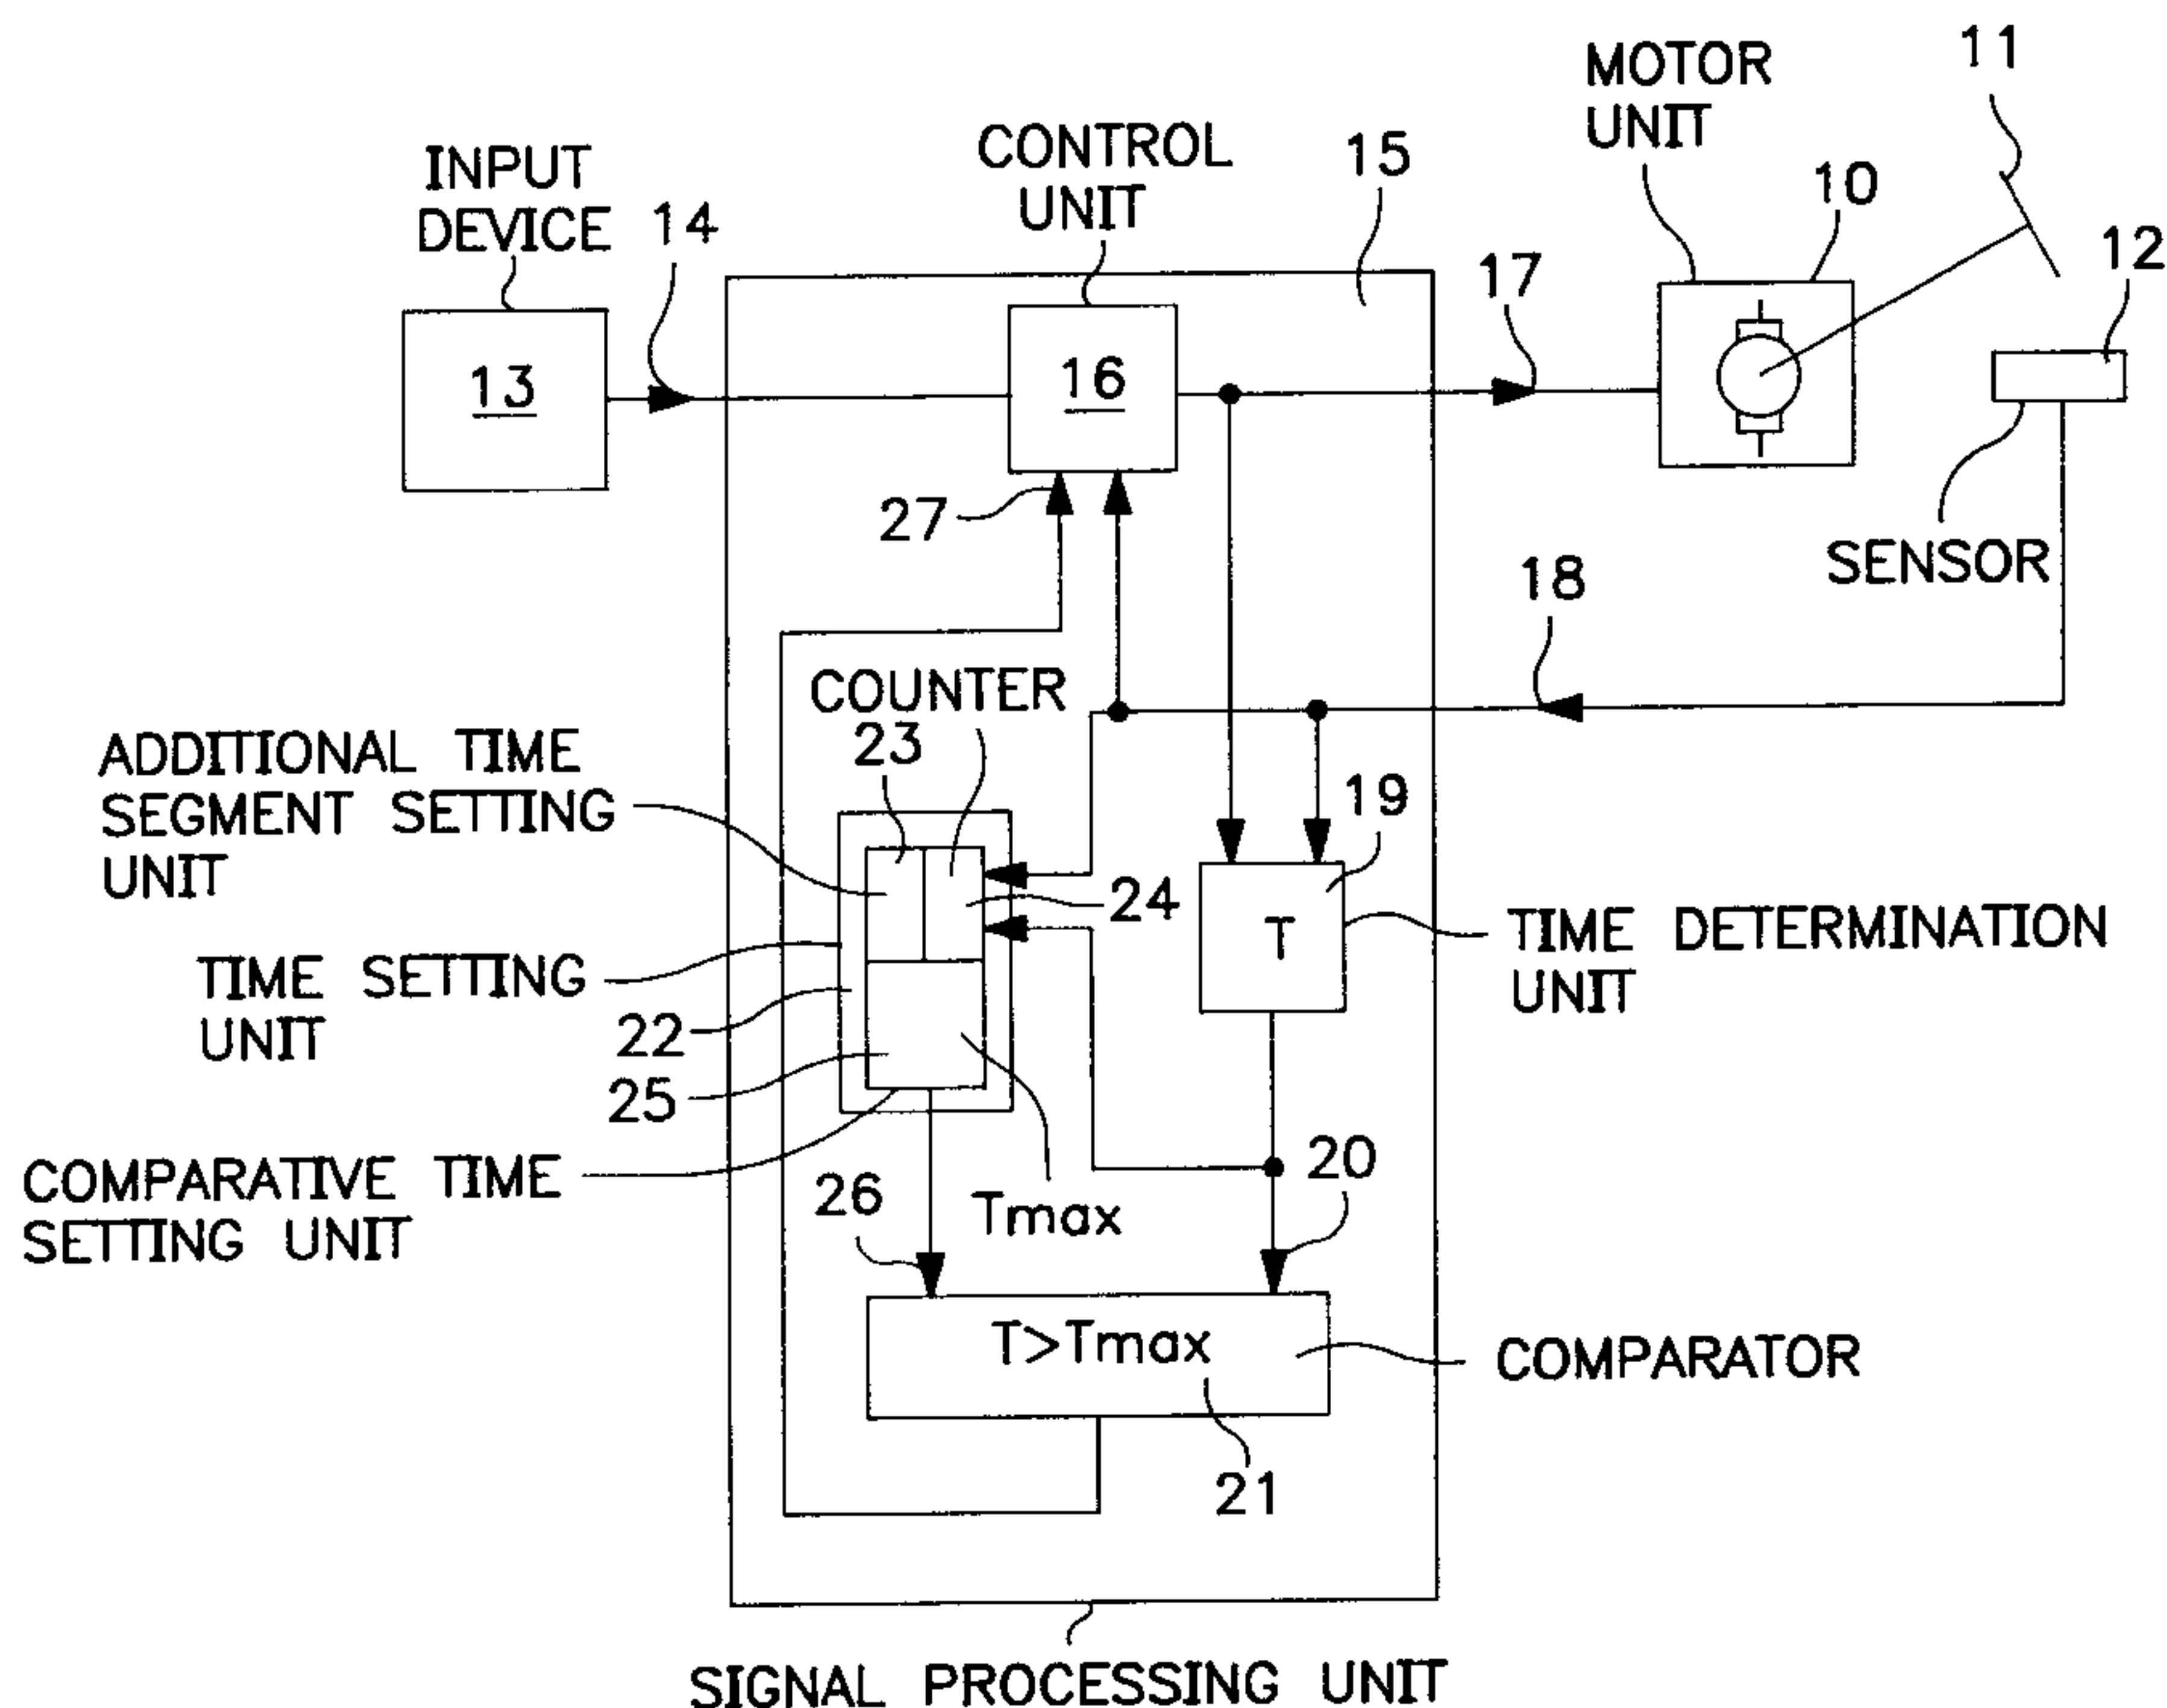 11
MOTOR
UNIT
10
12
CONTROL
UNIT
15
INPUT
DEVICE
14
17
13
16
27
SENSOR
18
COUNTER
23
ADDITIONAL TIME
SEGMENT SETTING
UNIT
19
24
T
TIME DETERMINATION
UNIT
TIME SETTING
UNIT
22
25
COMPARATIVE TIME
SETTING UNIT
26
Tmax
20
T>Tmax
COMPARATOR
21
SIGNAL PROCESSING UNIT